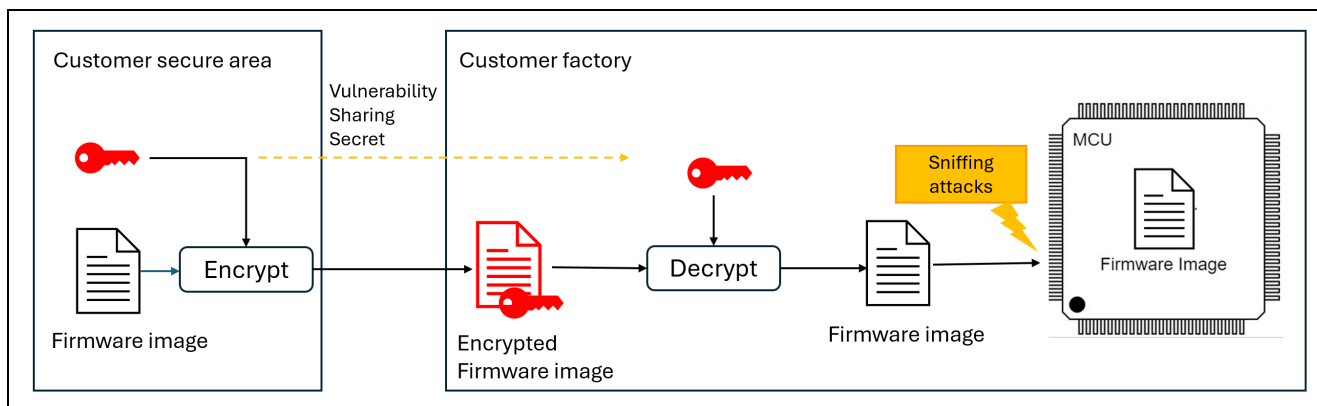 Customer secure area
Customer factory
Vulnerability
Sharing
Secret
MCU
Sniffing
attacks
Encrypt
Decrypt
Firmware Image
Firmware image
Encrypted
Firmware image
Firmware image